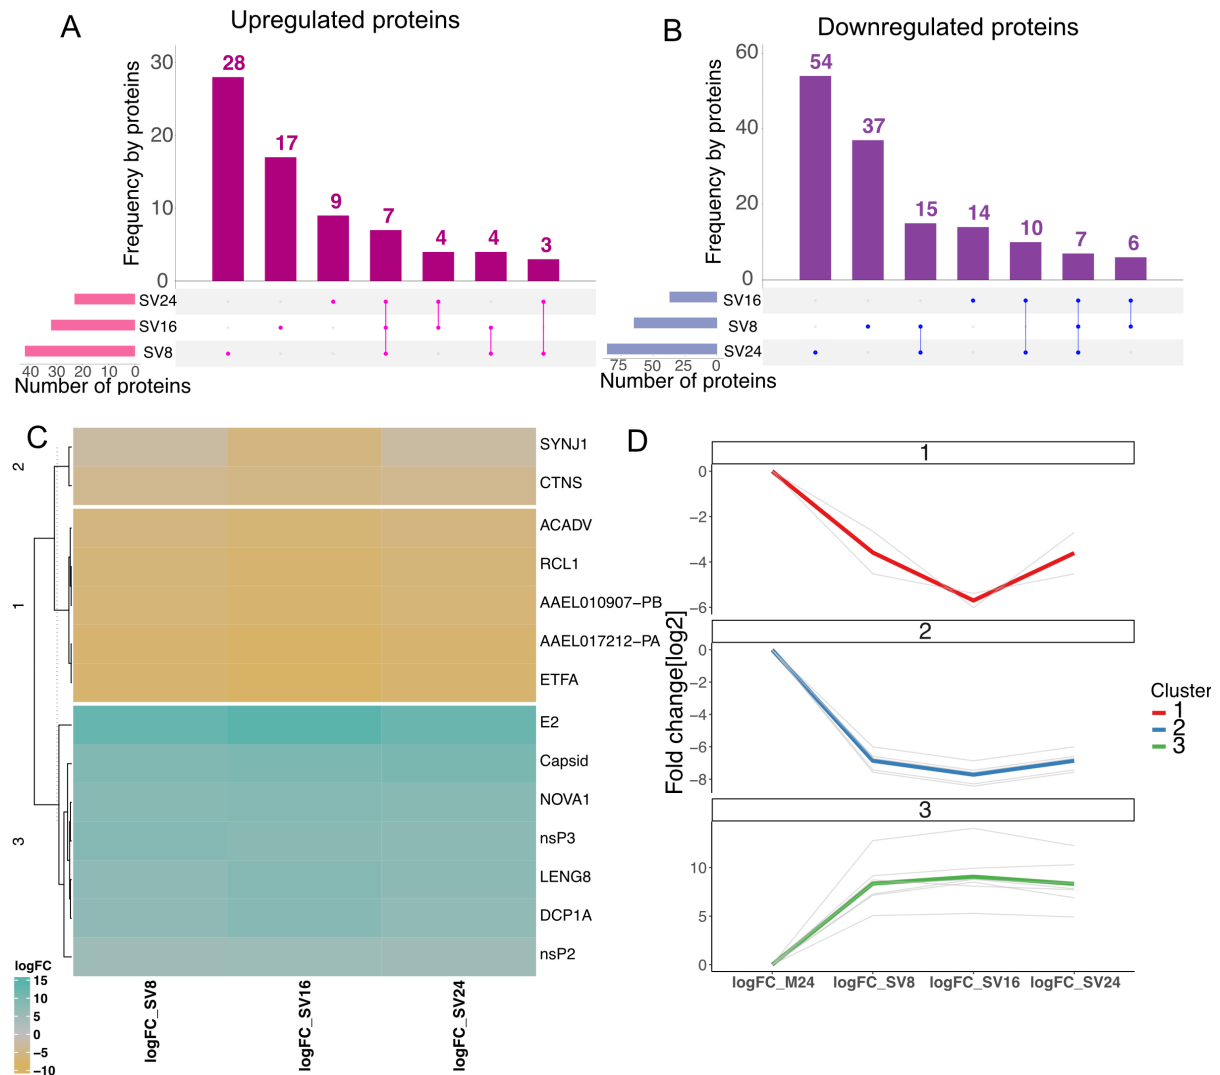 A
Upregulated proteins
Frequency by proteins
30
20
10
0
28
17
9
7
4
4
3
SV24
SV16
SV8
40 30 20 10 0
Number of proteins
B
Downregulated proteins
Frequency by proteins
60
40
20
0
54
37
15
14
10
7
6
SV16
SV8
SV24
75 50 25 0
Number of proteins
C
2
1
3
SYNJ1
CTNS
ACADV
RCL1
AAEL010907-PB
AAEL017212-PA
ETFA
E2
Capsid
NOVA1
nsP3
LENG8
DCP1A
nsP2
logFC
15
10
5
0
-5
-10
logFC_SV8
logFC_SV16
logFC_SV24
D
Fold change[log2]
1
0
-2
-4
-6
2
0
-2
-4
-6
-8
3
10
5
0
logFC_M24 logFC_SV8 logFC_SV16 logFC_SV24
Cluster
1
2
3